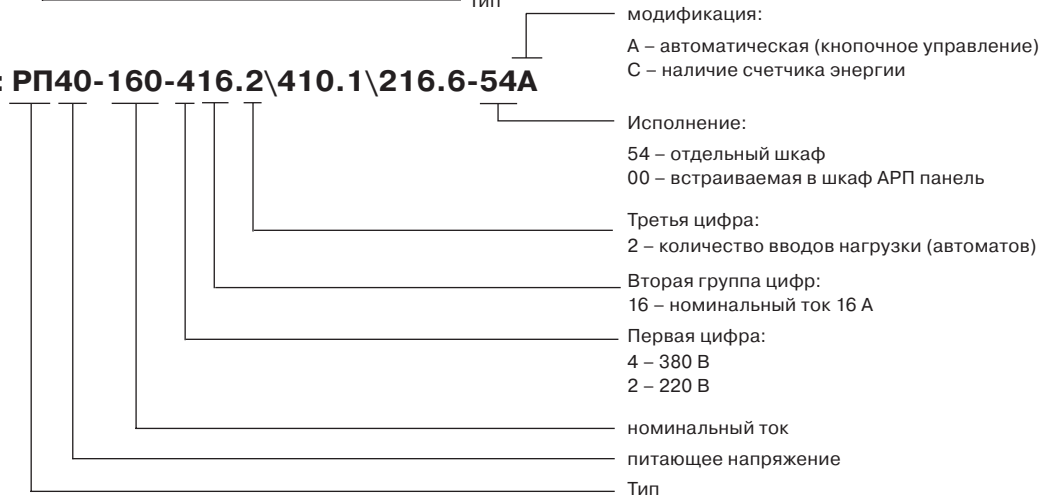 тип
модификация:
А – автоматическая (кнопочное управление)
С – наличие счетчика энергии
: РП40-160-416.2\410.1\216.6-54А
Исполнение:
54 – отдельный шкаф
00 – встраиваемая в шкаф АРП панель
Третья цифра:
2 – количество вводов нагрузки (автоматов)
Вторая группа цифр:
16 – номинальный ток 16 А
Первая цифра:
4 – 380 В
2 – 220 В
номинальный ток
питающее напряжение
Тип